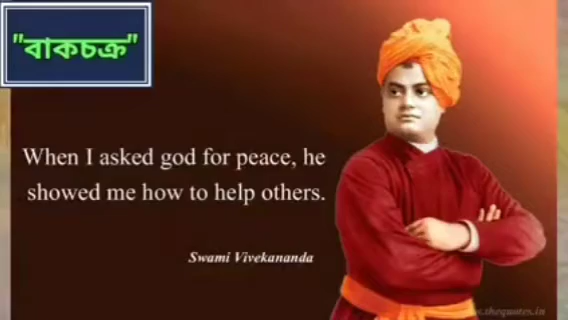 "বাকচক্র"
When I asked god for peace, he
showed me how to help others.
Swami Vivekananda